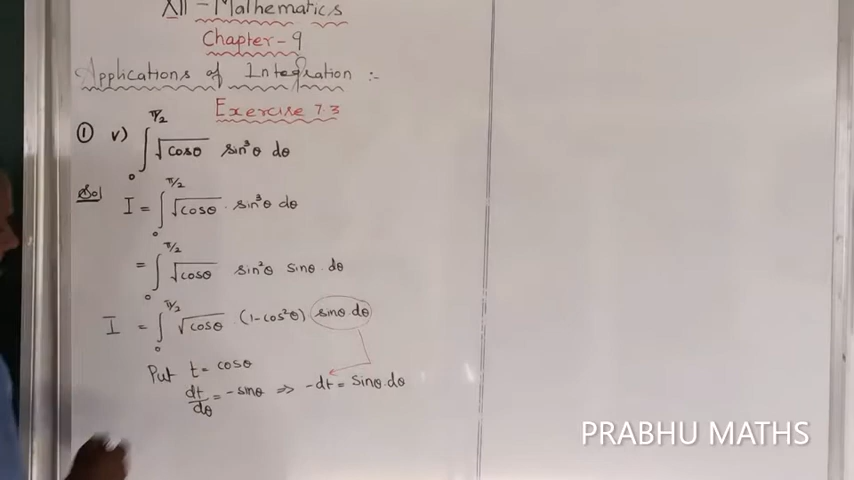 XII - Mathematics
Chapter - 9
Applications of Integration :-
Exercise 7.3
① v) ∫₀^(π/2) √cosθ sin³θ dθ
Sol I = ∫₀^(π/2) √cosθ · sin³θ dθ
= ∫₀^(π/2) √cosθ sin²θ sinθ · dθ
I = ∫₀^(π/2) √cosθ (1-cos²θ) sinθ · dθ
Put t = cosθ
dt/dθ = -sinθ ⇒ -dt = sinθ · dθ
PRABHU MATHS